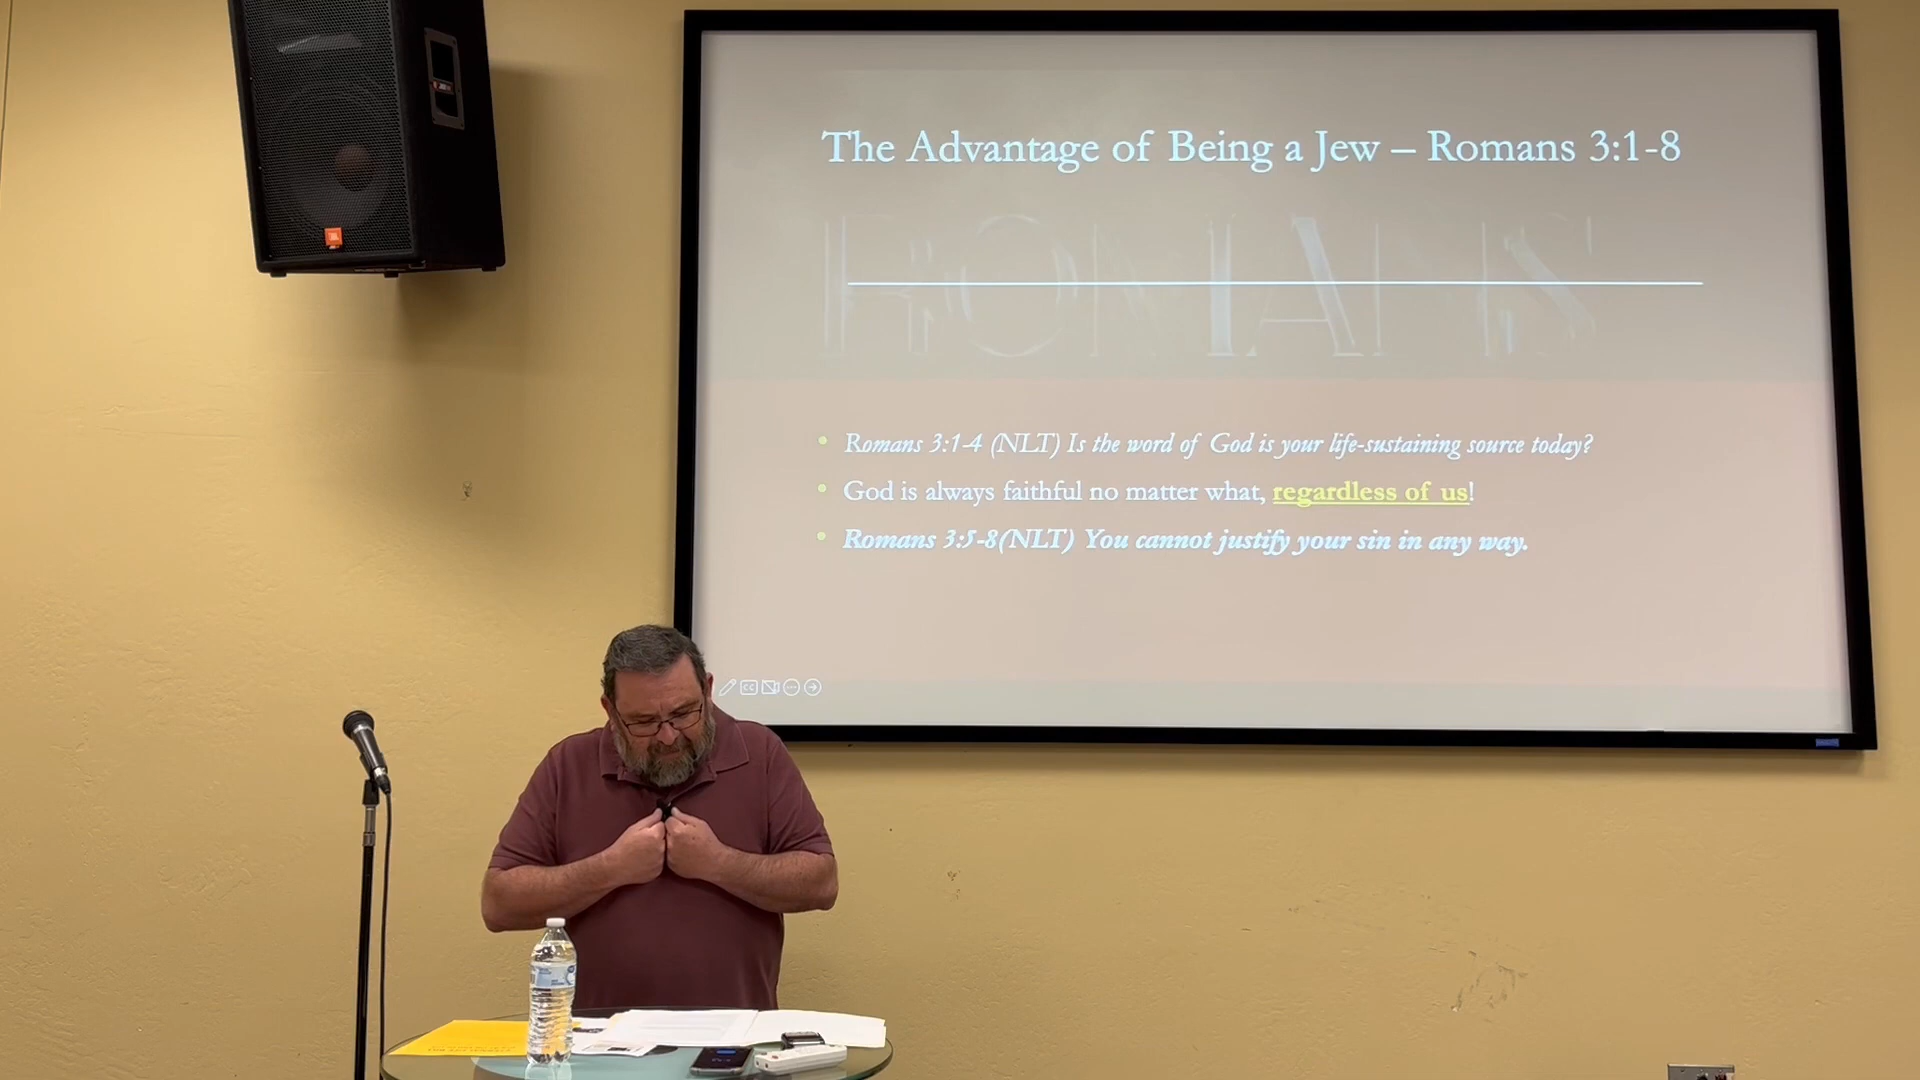 The Advantage of Being a Jew – Romans 3:1-8
ROMANS
• Romans 3:1-4 (NLT) Is the word of God is your life-sustaining source today?
• God is always faithful no matter what, regardless of us!
• Romans 3:5-8(NLT) You cannot justify your sin in any way.
CC
JBL